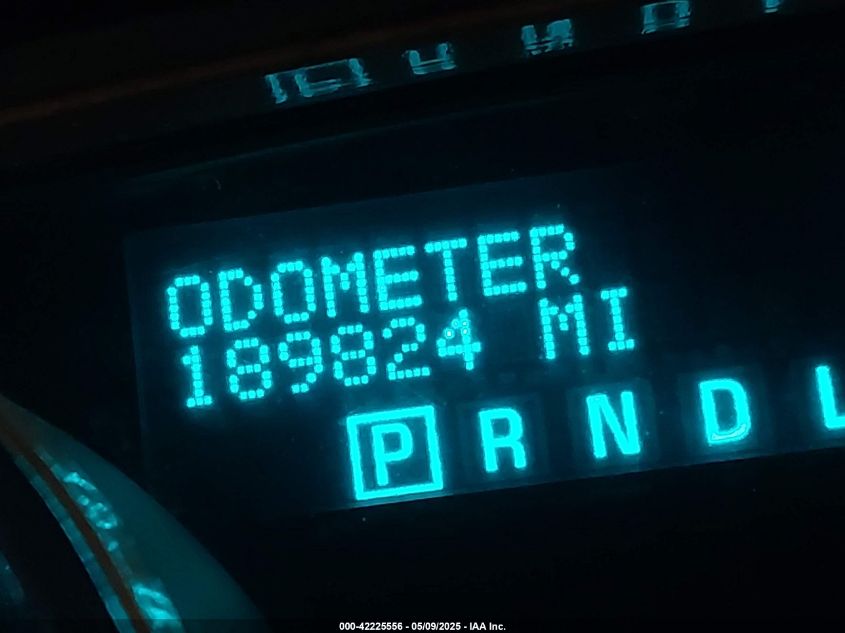 ODOMETER
189824 MI
P R N D L
000-42225556 - 05/09/2025 - IAA Inc.